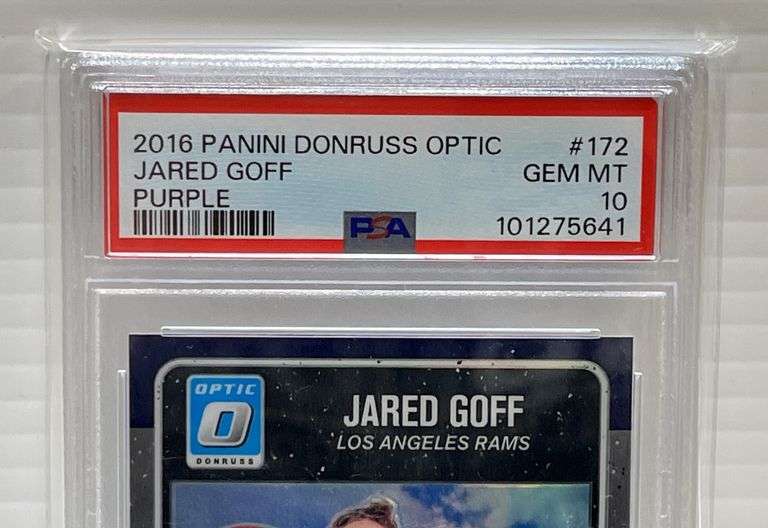 2016 PANINI DONRUSS OPTIC #172
JARED GOFF GEM MT
PURPLE 10
PSA 101275641
OPTIC
O
DONRUSS
JARED GOFF
LOS ANGELES RAMS